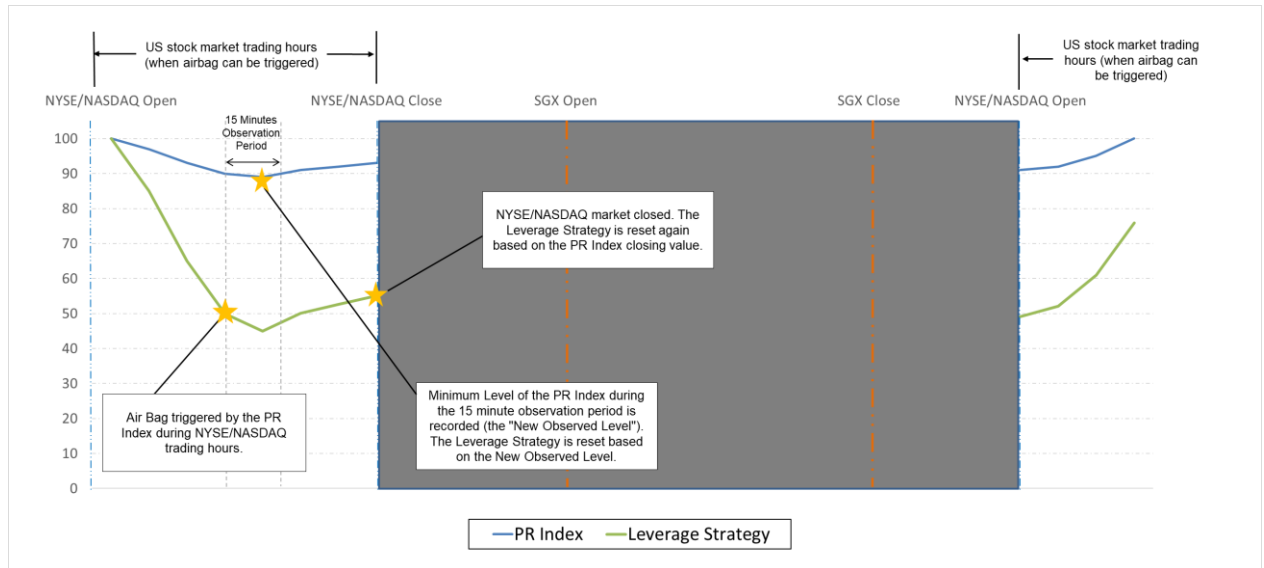 US stock market trading hours
(when airbag can be triggered)
US stock market trading
hours (when airbag can
be triggered)
NYSE/NASDAQ Open
NYSE/NASDAQ Close
SGX Open
SGX Close
NYSE/NASDAQ Open
15 Minutes
Observation
Period
100
90
80
70
60
50
40
30
20
10
0
NYSE/NASDAQ market closed. The
Leverage Strategy is reset again
based on the PR Index closing value.
Air Bag triggered by the PR
Index during NYSE/NASDAQ
trading hours.
Minimum Level of the PR Index during
the 15 minute observation period is
recorded (the "New Observed Level").
The Leverage Strategy is reset based
on the New Observed Level.
PR Index
Leverage Strategy